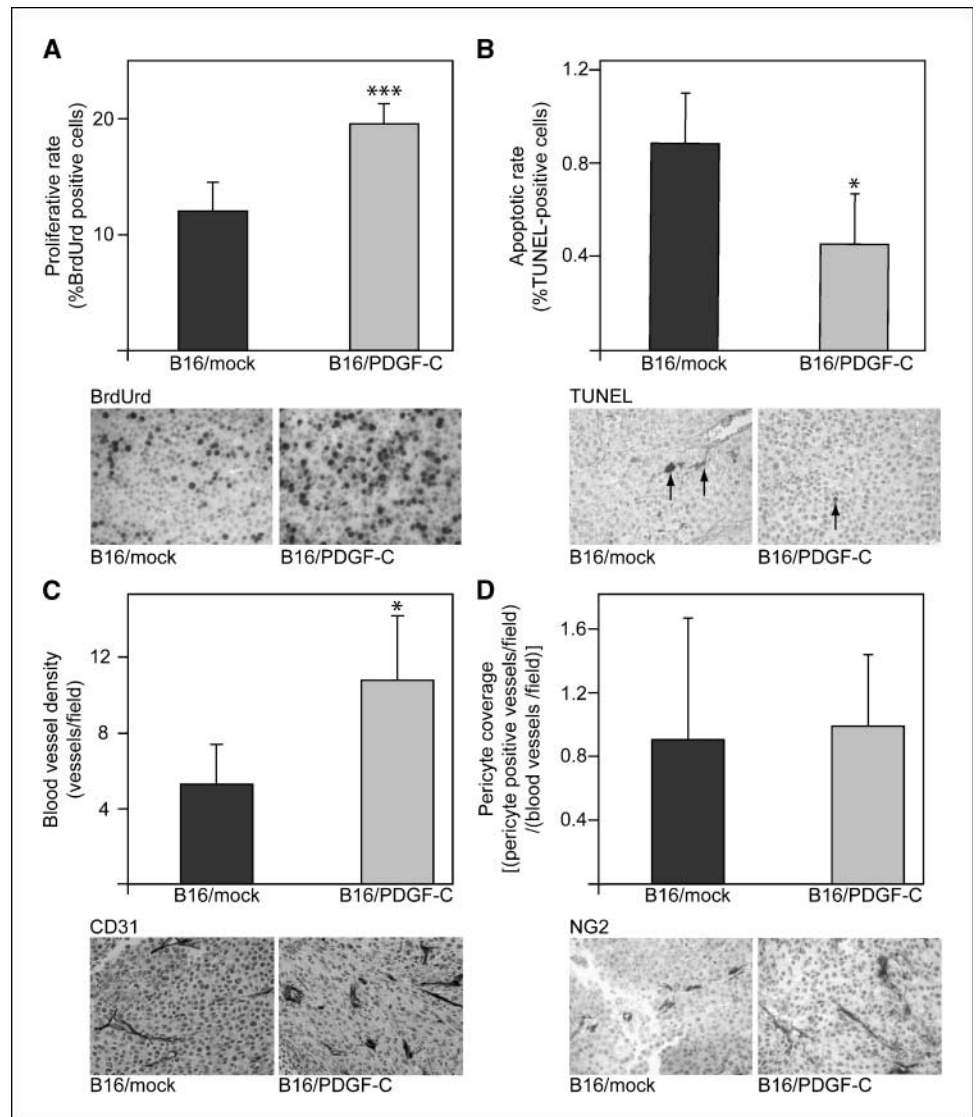 A
Proliferative rate
(%BrdUrd positive cells)
20
10
***
B16/mock
B16/PDGF-C
BrdUrd
B16/mock
B16/PDGF-C
B
Apoptotic rate
(%TUNEL-positive cells)
1.2
0.8
0.4
*
B16/mock
B16/PDGF-C
TUNEL
B16/mock
B16/PDGF-C
C
Blood vessel density
(vessels/field)
12
8
4
*
B16/mock
B16/PDGF-C
CD31
B16/mock
B16/PDGF-C
D
Pericyte coverage
[(pericyte positive vessels/field)
/(blood vessels /field)]
1.6
1.2
0.8
0.4
B16/mock
B16/PDGF-C
NG2
B16/mock
B16/PDGF-C